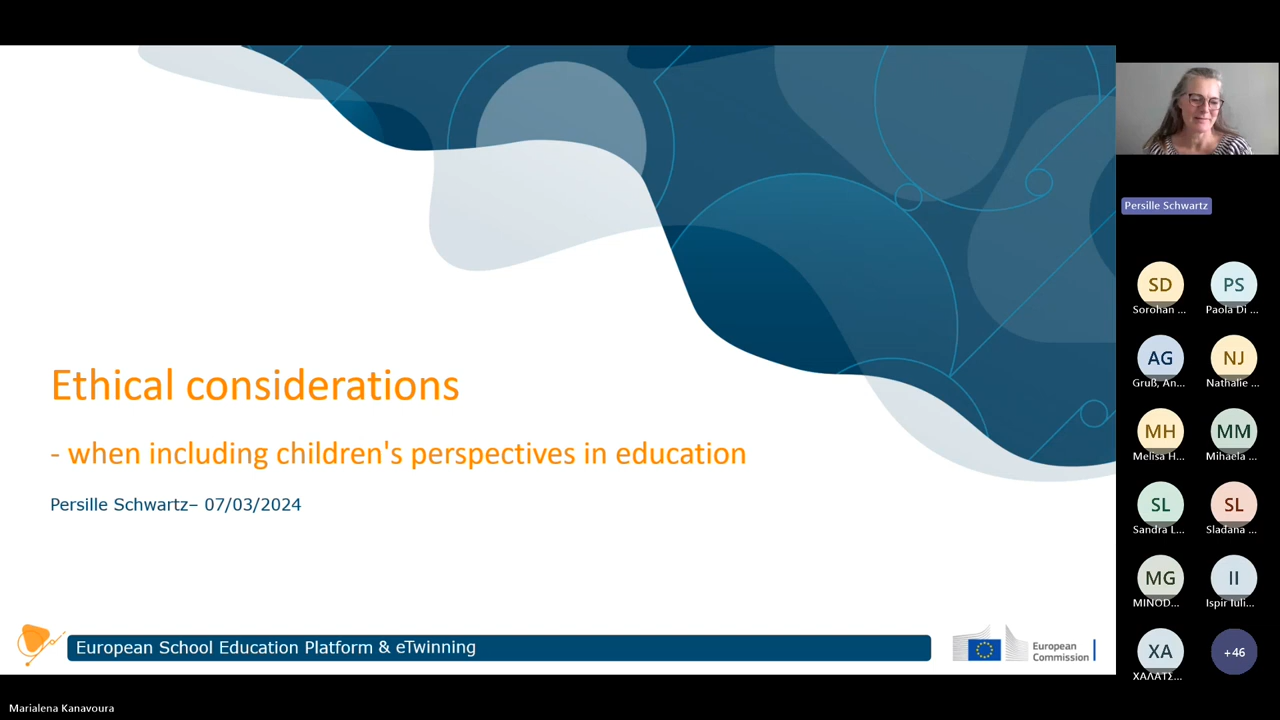 Ethical considerations
- when including children's perspectives in education
Persille Schwartz– 07/03/2024
European School Education Platform & eTwinning
European
Commission
Persille Schwartz
SD
PS
Sorohan ...
Paola Di ...
AG
NJ
Gruß, An...
Nathalie ...
MH
MM
Melisa H...
Mihaela ...
SL
SL
Sandra L...
Slađana ...
MG
II
MINOD...
Ispir Iuli...
XA
+46
ΧΑΛΑΤΣ...
Marialena Kanavoura